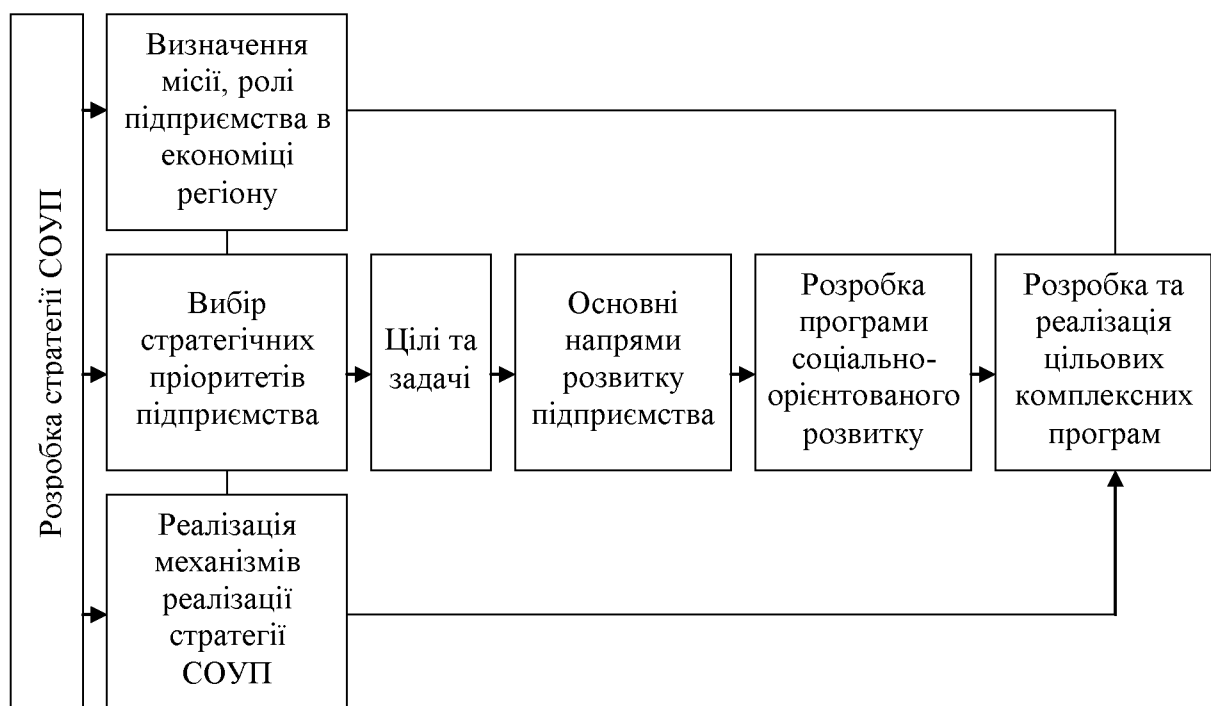 Розробка стратегії СОУП
Визначення
місії, ролі
підприємства в
економіці
регіону
Вибір
стратегічних
пріоритетів
підприємства
Цілі та
задачі
Основні
напрями
розвитку
підприємства
Розробка
програми
соціально-
орієнтованого
розвитку
Розробка та
реалізація
цільових
комплексних
програм
Реалізація
механізмів
реалізації
стратегії
СОУП